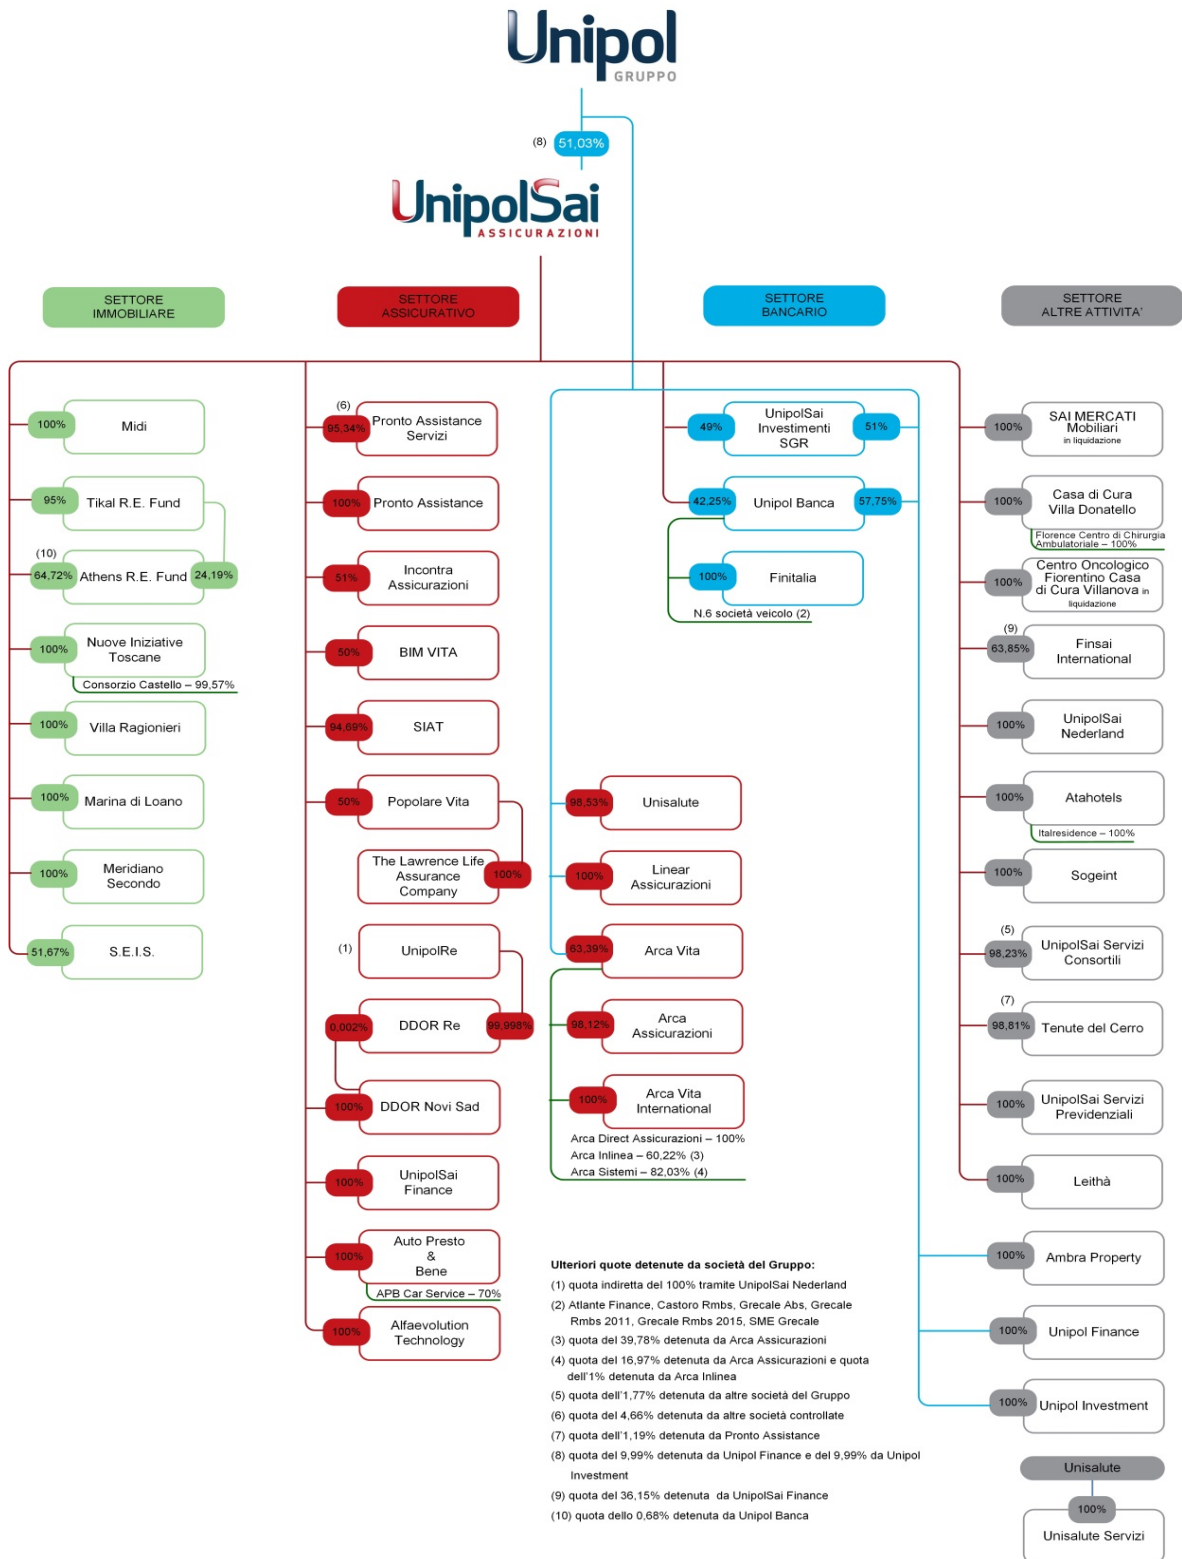 Unipol
GRUPPO
(8) 51,03%
UnipolSai
ASSICURAZIONI
SETTORE
IMMOBILIARE
100% Midi
95% Tikal R.E. Fund
(10)
64,72% Athens R.E. Fund 24,19%
100% Nuove Iniziative
Toscane
Consorzio Castello – 99,57%
100% Villa Ragionieri
100% Marina di Loano
100% Meridiano
Secondo
51,67% S.E.I.S.
SETTORE
ASSICURATIVO
(6)
95,34% Pronto Assistance
Servizi
100% Pronto Assistance
51% Incontra
Assicurazioni
50% BIM VITA
94,69% SIAT
50% Popolare Vita
The Lawrence Life
Assurance
Company
100%
(1) UnipolRe
0,002% DDOR Re 99,998%
100% DDOR Novi Sad
100% UnipolSai
Finance
100% Auto Presto
&
Bene
APB Car Service – 70%
100% Alfaevolution
Technology
98,53% Unisalute
100% Linear
Assicurazioni
63,39% Arca Vita
98,12% Arca
Assicurazioni
100% Arca Vita
International
Arca Direct Assicurazioni – 100%
Arca Inlinea – 60,22% (3)
Arca Sistemi – 82,03% (4)
SETTORE
BANCARIO
49% UnipolSai
Investimenti
SGR
51%
42,25% Unipol Banca 57,75%
100% Finitalia
N.6 società veicolo (2)
SETTORE
ALTRE ATTIVITA'
100% SAI MERCATI
Mobiliari
in liquidazione
100% Casa di Cura
Villa Donatello
Florence Centro di Chirurgia
Ambulatoriale – 100%
100% Centro Oncologico
Fiorentino Casa
di Cura Villanova in
liquidazione
(9)
63,85% Finsai
International
100% UnipolSai
Nederland
100% Atahotels
Italresidence – 100%
100% Sogeint
(5)
98,23% UnipolSai Servizi
Consortili
(7)
98,81% Tenute del Cerro
100% UnipolSai Servizi
Previdenziali
100% Leithà
100% Ambra Property
100% Unipol Finance
100% Unipol Investment
Unisalute
100%
Unisalute Servizi
Ulteriori quote detenute da società del Gruppo:
(1) quota indiretta del 100% tramite UnipolSai Nederland
(2) Atlante Finance, Castoro Rmbs, Grecale Abs, Grecale
Rmbs 2011, Grecale Rmbs 2015, SME Grecale
(3) quota del 39,78% detenuta da Arca Assicurazioni
(4) quota del 16,97% detenuta da Arca Assicurazioni e quota
dell'1% detenuta da Arca Inlinea
(5) quota dell'1,77% detenuta da altre società del Gruppo
(6) quota del 4,66% detenuta da altre società controllate
(7) quota dell'1,19% detenuta da Pronto Assistance
(8) quota del 9,99% detenuta da Unipol Finance e del 9,99% da Unipol
Investment
(9) quota del 36,15% detenuta da UnipolSai Finance
(10) quota dello 0,68% detenuta da Unipol Banca